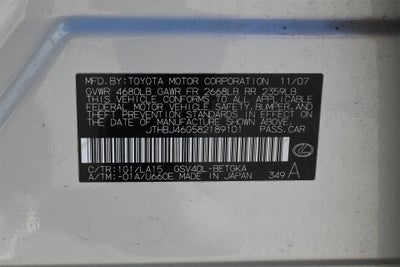 MFD. BY: TOYOTA MOTOR CORPORATION 11/07
GVWR 4680LB GAWR FR 2668LB RR 2359LB
THIS VEHICLE CONFORMS TO ALL APPLICABLE
FEDERAL MOTOR VEHICLE SAFETY, BUMPER,
AND THEFT PREVENTION STANDARDS IN EFFECT
ON THE DATE OF MANUFACTURE SHOWN ABOVE.
JTHBJ46G582189101 PASS.CAR
C/TR:1G1/LA15 GSV40L-BETGKA
A/TM:-01A/U660E MADE IN JAPAN 349 A